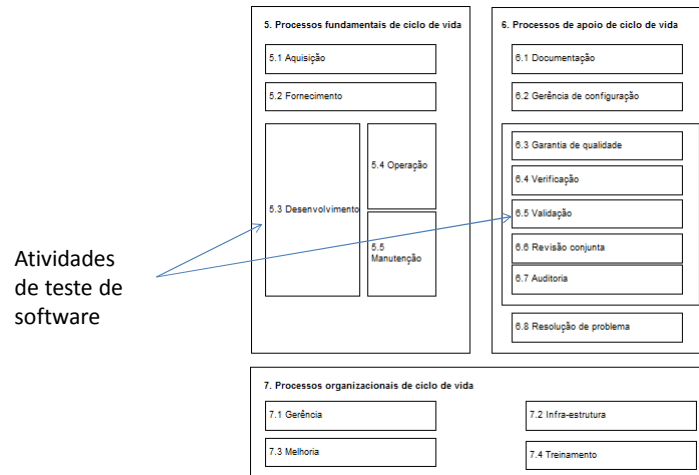 5. Processos fundamentais de ciclo de vida
5.1 Aquisição
5.2 Fornecimento
5.3 Desenvolvimento
5.4 Operação
5.5
Manutenção
6. Processos de apoio de ciclo de vida
6.1 Documentação
6.2 Gerência de configuração
6.3 Garantia de qualidade
6.4 Verificação
6.5 Validação
6.6 Revisão conjunta
6.7 Auditoria
6.8 Resolução de problema
Atividades
de teste de
software
7. Processos organizacionais de ciclo de vida
7.1 Gerência
7.2 Infra-estrutura
7.3 Melhoria
7.4 Treinamento